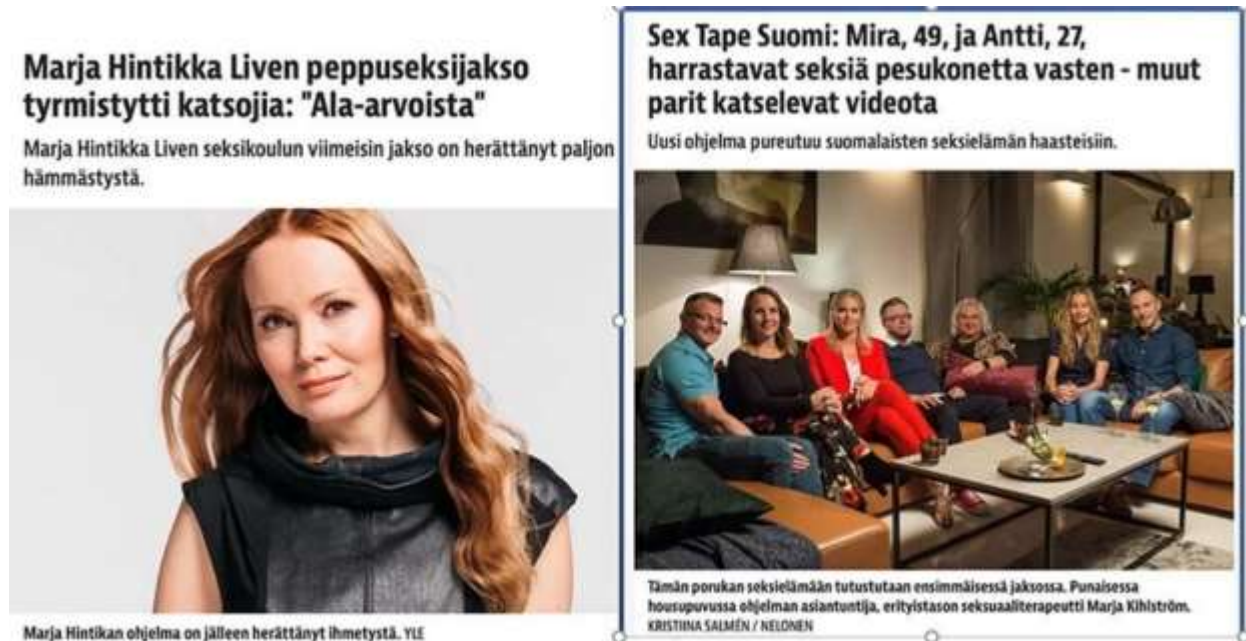 Marja Hintikka Liven peppuseksijakso
tyrmistytti katsojia: "Ala-arvoista"
Marja Hintikka Liven seksikoulun viimeisin jakso on herättänyt paljon
hämmästystä.
Marja Hintikan ohjelma on jälleen herättänyt ihmetystä. YLE
Sex Tape Suomi: Mira, 49, ja Antti, 27,
harrastavat seksiä pesukonetta vasten - muut
parit katselevat videota
Uusi ohjelma pureutuu suomalaisten seksielämän haasteisiin.
Tämän porukan seksielämään tutustutaan ensimmäisessä jaksossa. Punaisessa
housupuvussa ohjelman asiantuntija, erityistason seksuaaliterapeutti Marja Kihlström.
KRISTIINA SALMÉN / NELONEN